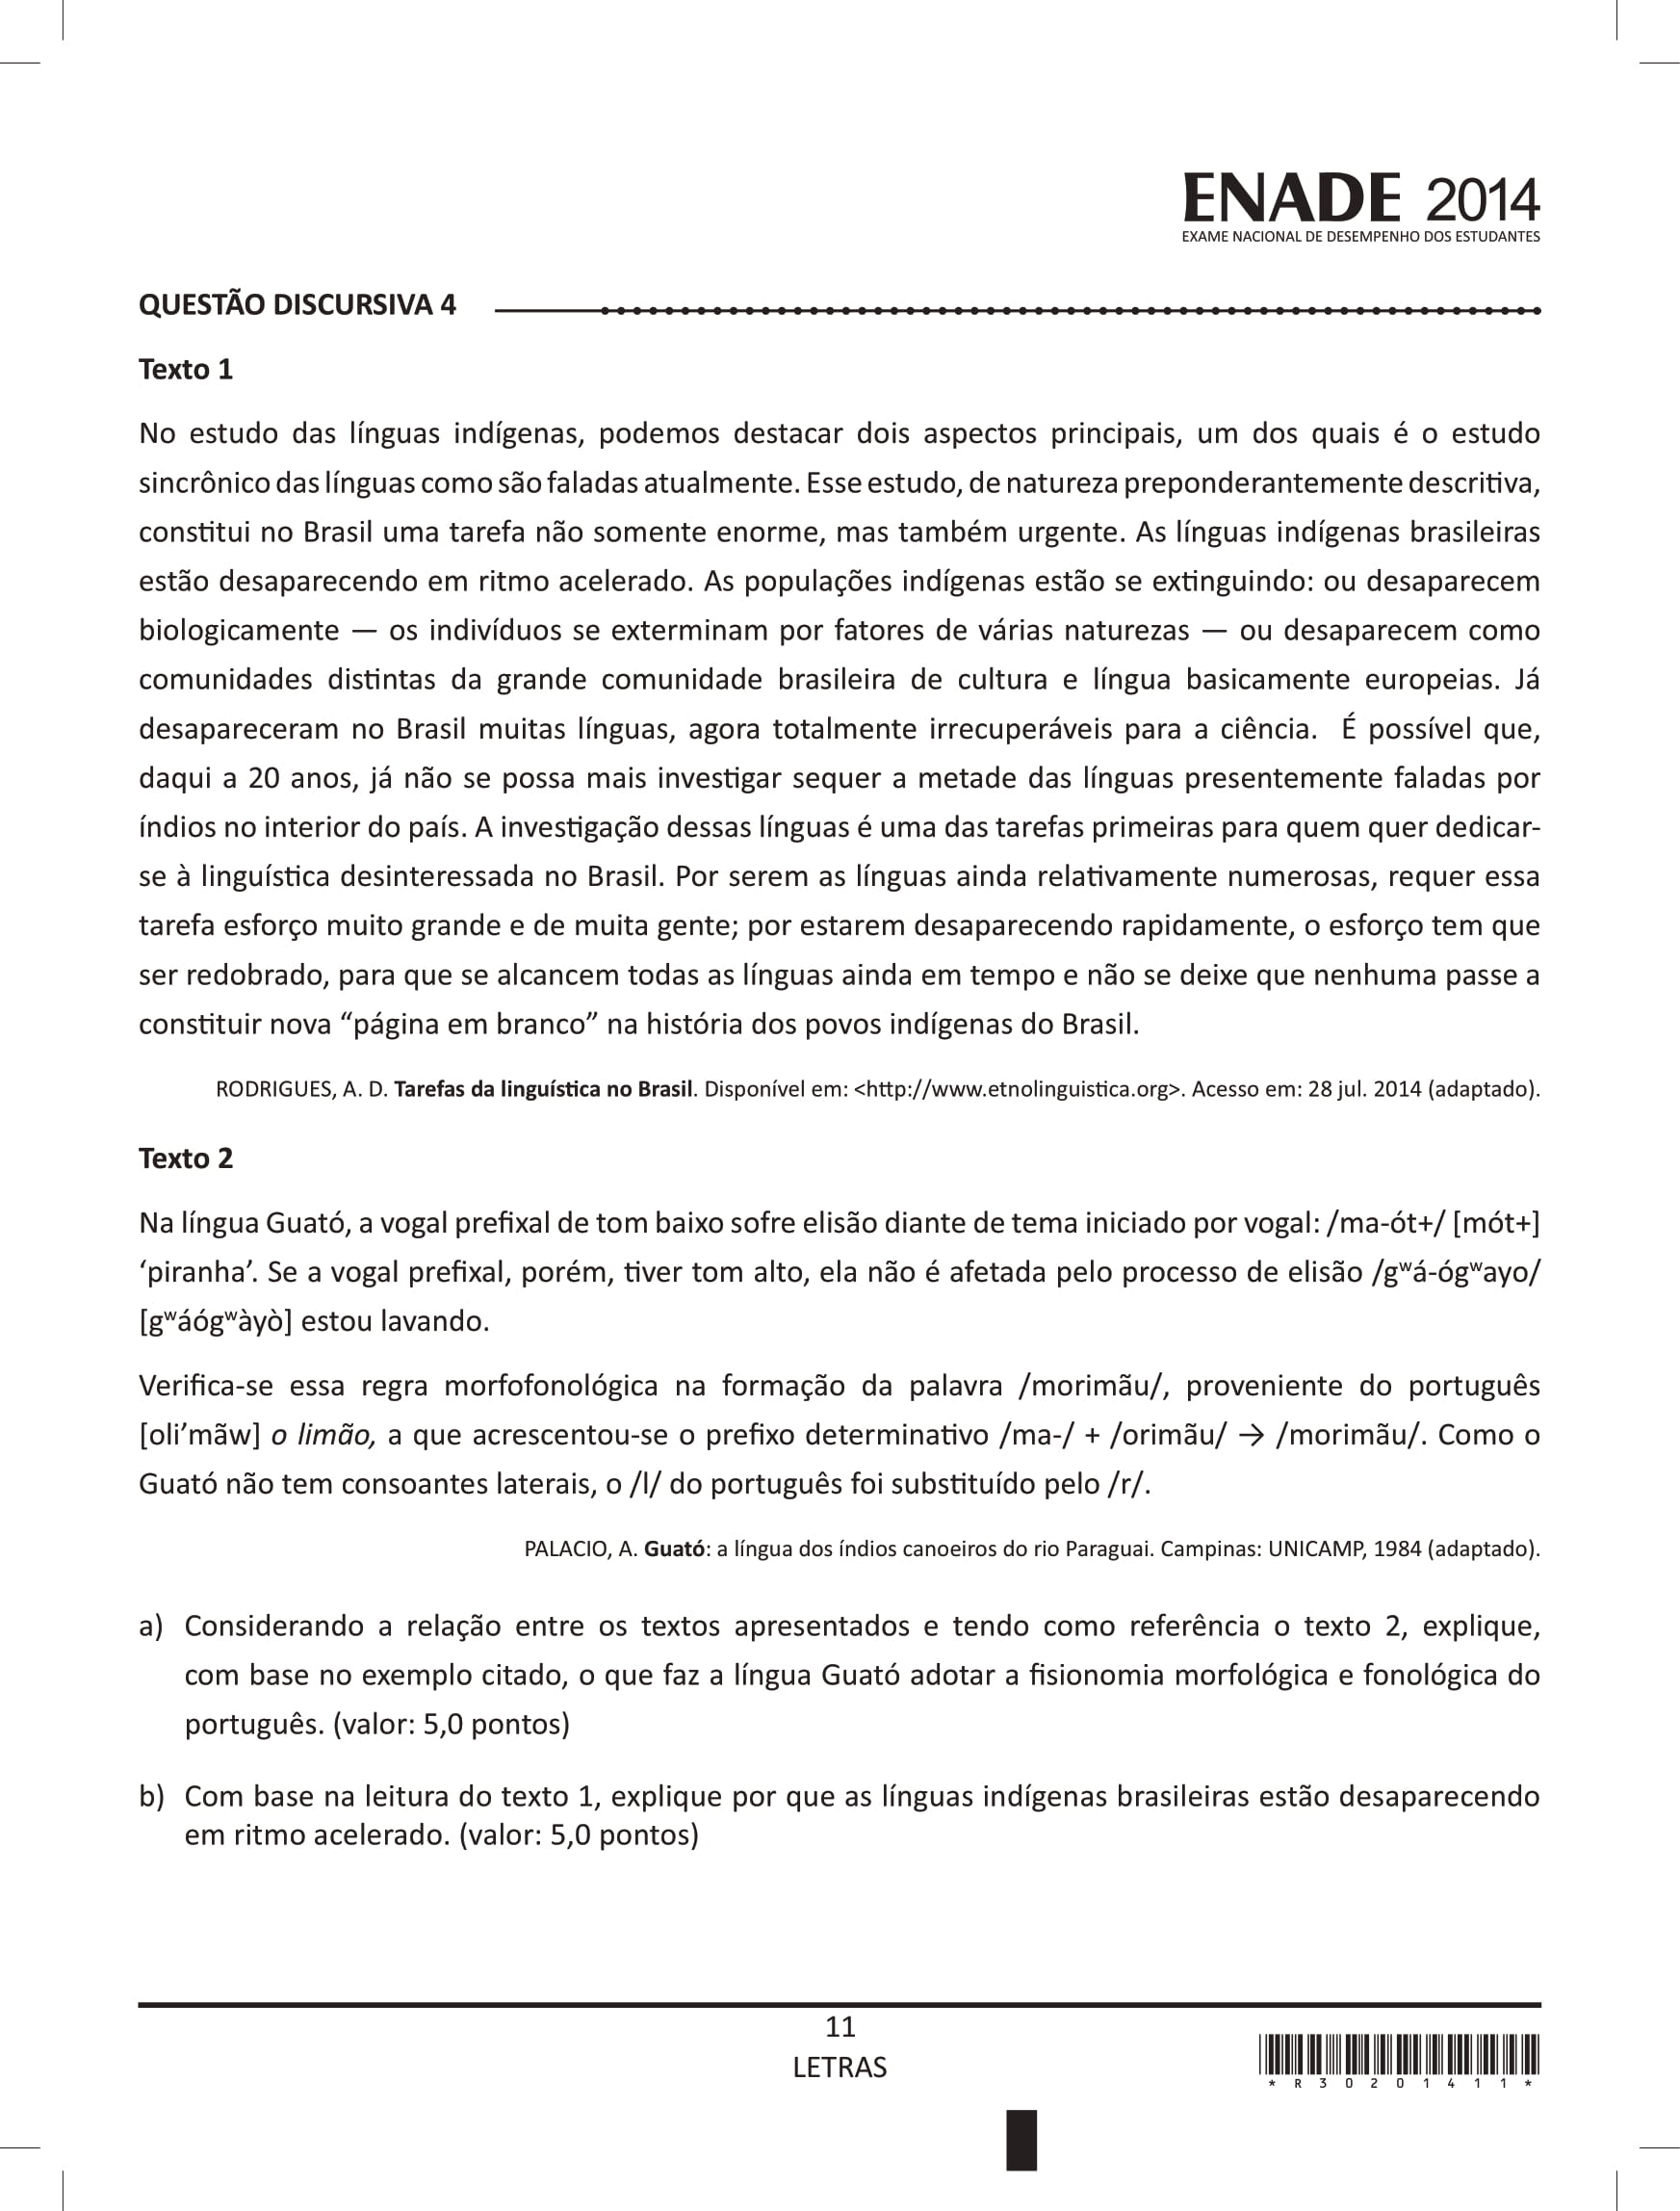 ENADE 2014
EXAME NACIONAL DE DESEMPENHO DOS ESTUDANTES
QUESTÃO DISCURSIVA 4
Texto 1
No estudo das línguas indígenas, podemos destacar dois aspectos principais, um dos quais é o estudo
sincrônico das línguas como são faladas atualmente. Esse estudo, de natureza preponderantemente descritiva,
constitui no Brasil uma tarefa não somente enorme, mas também urgente. As línguas indígenas brasileiras
estão desaparecendo em ritmo acelerado. As populações indígenas estão se extinguindo: ou desaparecem
biologicamente — os indivíduos se exterminam por fatores de várias naturezas — ou desaparecem como
comunidades distintas da grande comunidade brasileira de cultura e língua basicamente europeias. Já
desapareceram no Brasil muitas línguas, agora totalmente irrecuperáveis para a ciência. É possível que,
daqui a 20 anos, já não se possa mais investigar sequer a metade das línguas presentemente faladas por
índios no interior do país. A investigação dessas línguas é uma das tarefas primeiras para quem quer dedicar-
se à linguística desinteressada no Brasil. Por serem as línguas ainda relativamente numerosas, requer essa
tarefa esforço muito grande e de muita gente; por estarem desaparecendo rapidamente, o esforço tem que
ser redobrado, para que se alcancem todas as línguas ainda em tempo e não se deixe que nenhuma passe a
constituir nova “página em branco” na história dos povos indígenas do Brasil.
RODRIGUES, A. D. Tarefas da linguística no Brasil. Disponível em: <http://www.etnolinguistica.org>. Acesso em: 28 jul. 2014 (adaptado).
Texto 2
Na língua Guató, a vogal prefixal de tom baixo sofre elisão diante de tema iniciado por vogal: /ma-ót+/ [mót+]
‘piranha’. Se a vogal prefixal, porém, tiver tom alto, ela não é afetada pelo processo de elisão /gʷá-ógʷayo/
[gʷáógʷàyò] estou lavando.
Verifica-se essa regra morfofonológica na formação da palavra /morimãu/, proveniente do português
[oli’mãw] o limão, a que acrescentou-se o prefixo determinativo /ma-/ + /orimãu/ → /morimãu/. Como o
Guató não tem consoantes laterais, o /l/ do português foi substituído pelo /r/.
PALACIO, A. Guató: a língua dos índios canoeiros do rio Paraguai. Campinas: UNICAMP, 1984 (adaptado).
a) Considerando a relação entre os textos apresentados e tendo como referência o texto 2, explique,
com base no exemplo citado, o que faz a língua Guató adotar a fisionomia morfológica e fonológica do
português. (valor: 5,0 pontos)
b) Com base na leitura do texto 1, explique por que as línguas indígenas brasileiras estão desaparecendo
em ritmo acelerado. (valor: 5,0 pontos)
11
LETRAS
* R 3 0 2 0 1 4 1 1 *